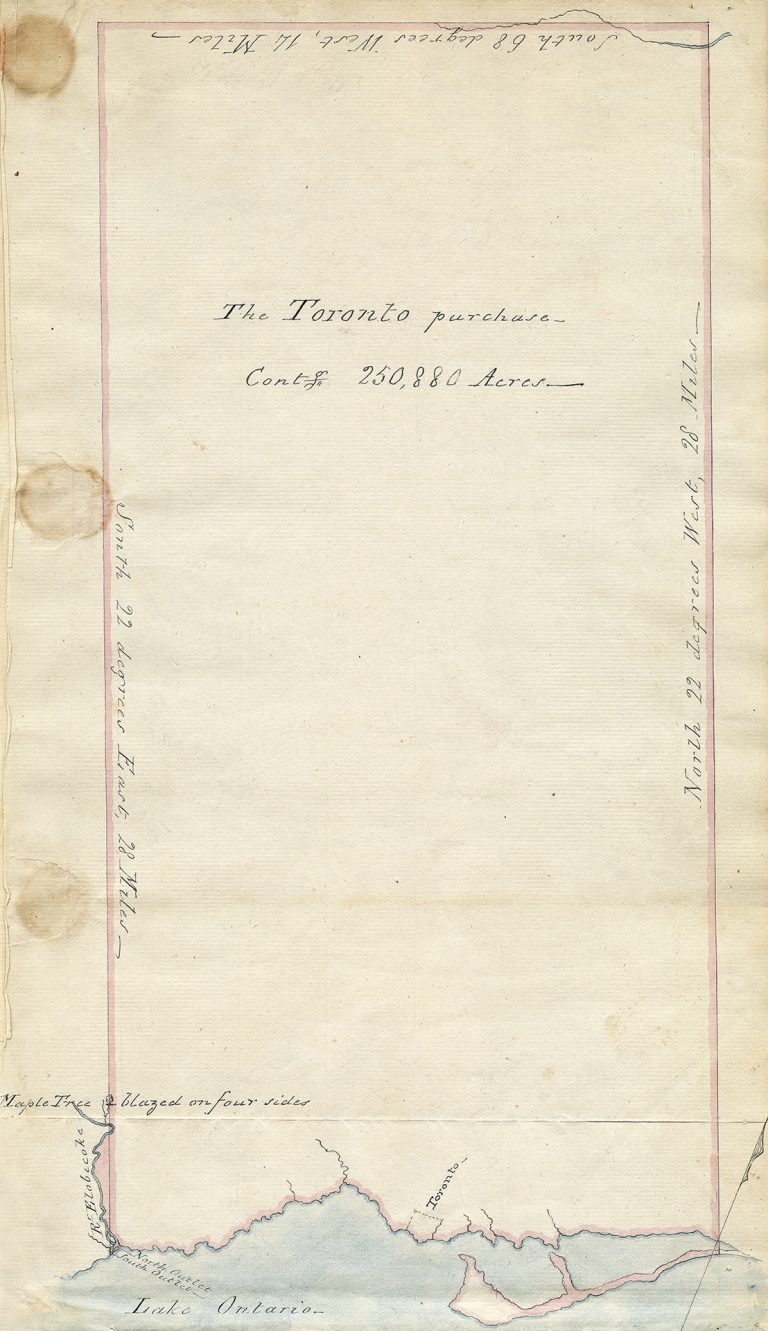 South 68 degrees West, 14 Miles
The Toronto purchase
Contg 250,880 Acres
North 22 degrees West, 28 Miles
South 22 degrees East, 28 Miles
Maple Tree blazed on four sides
R. Etobicoke
Toronto
North Outlet
South Outlet
Lake Ontario